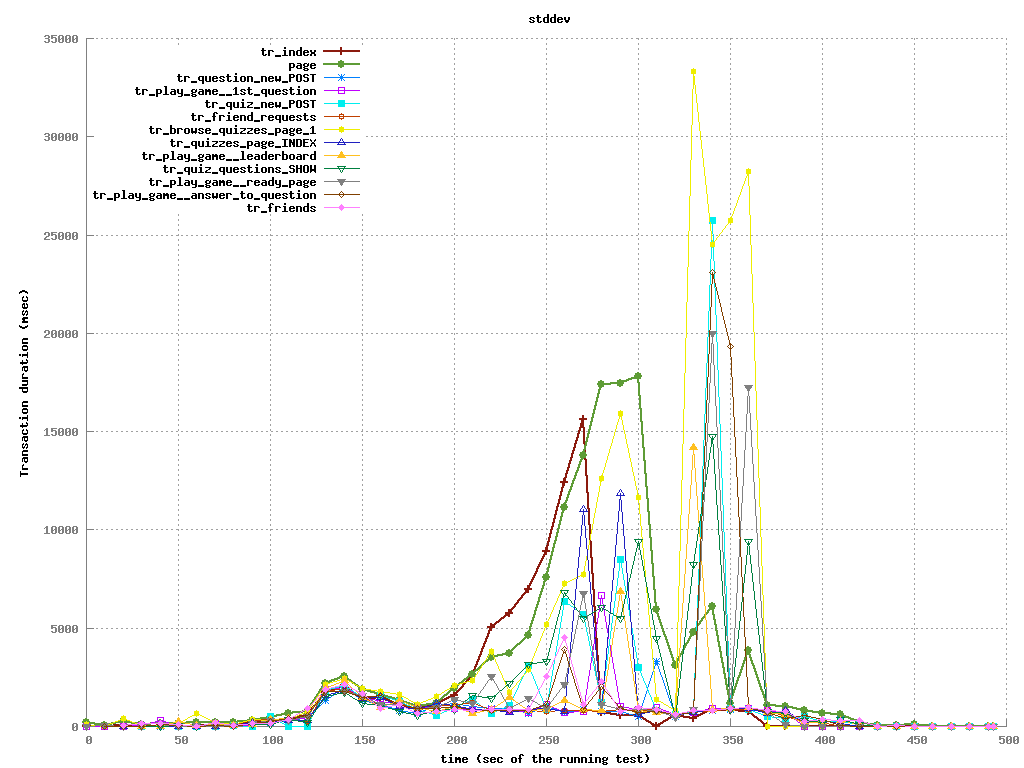 stddev
35000
30000
25000
20000
15000
10000
5000
0
Transaction duration (msec)
tr_index
page
tr_question_new_POST
tr_play_game__1st_question
tr_quiz_new_POST
tr_friend_requests
tr_browse_quizzes_page_1
tr_quizzes_page_INDEX
tr_play_game__leaderboard
tr_quiz_questions_SHOW
tr_play_game__ready_page
tr_play_game__answer_to_question
tr_friends
0 50 100 150 200 250 300 350 400 450 500
time (sec of the running test)